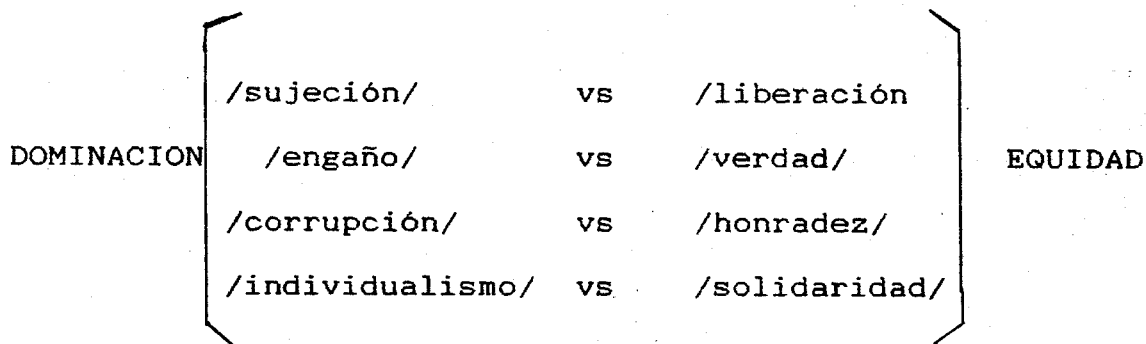 /sujeción/ vs /liberación
DOMINACION /engaño/ vs /verdad/ EQUIDAD
/corrupción/ vs /honradez/
/individualismo/ vs /solidaridad/